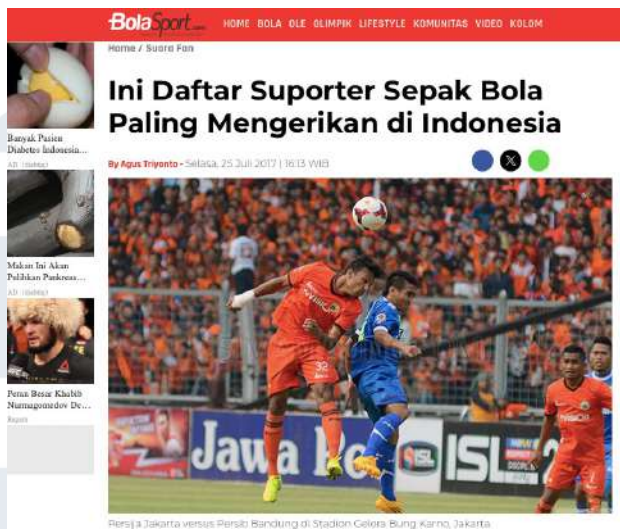 BolaSport.com
HOME BOLA OLE OLIMPIK LIFESTYLE KOMUNITAS VIDEO KOLOM
Home / Suara Fan
Ini Daftar Suporter Sepak Bola
Paling Mengerikan di Indonesia
By Agus Triyonto - Selasa, 25 Juli 2017 | 16:13 WIB
Banyak Pasien
Diabetes Indonesia...
Makan Ini Akan
Pulihkan Pankreas...
Peran Besar Khabib
Nurmagomedov De...
32
Jawa
ISL
Persija Jakarta versus Persib Bandung di Stadion Gelora Bung Karno, Jakarta